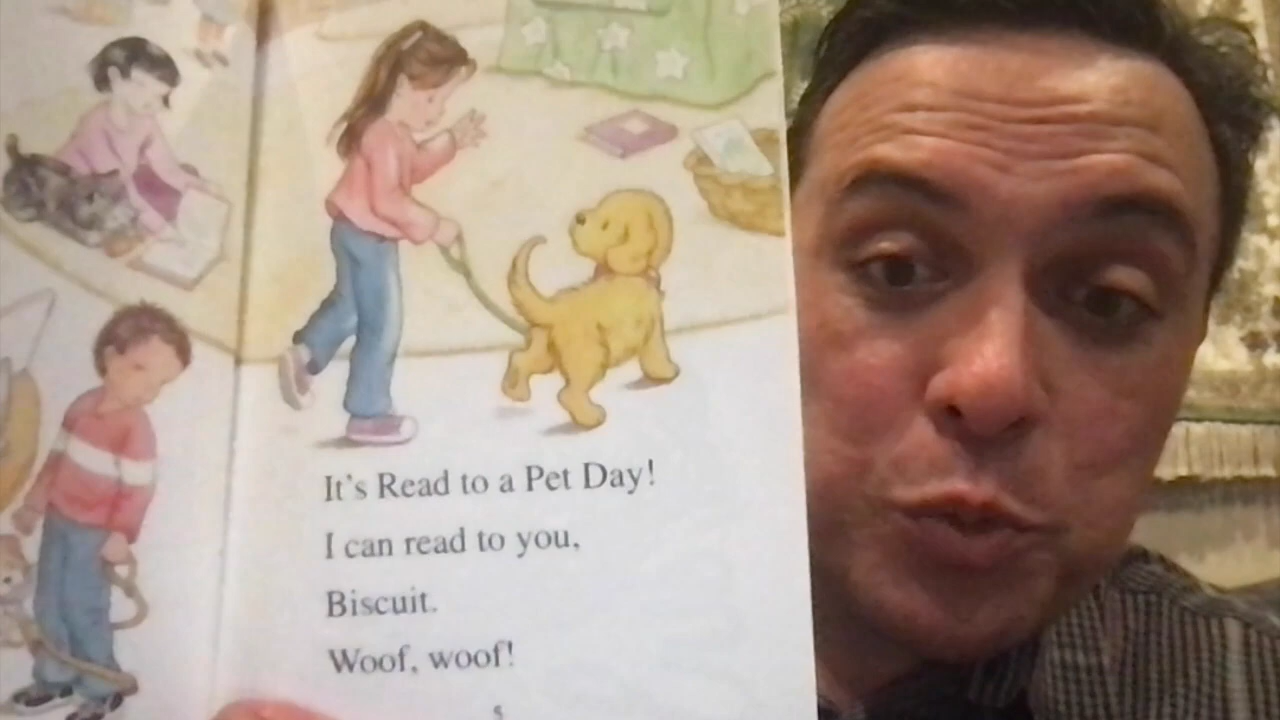 It's Read to a Pet Day!
I can read to you,
Biscuit.
Woof, woof!
5